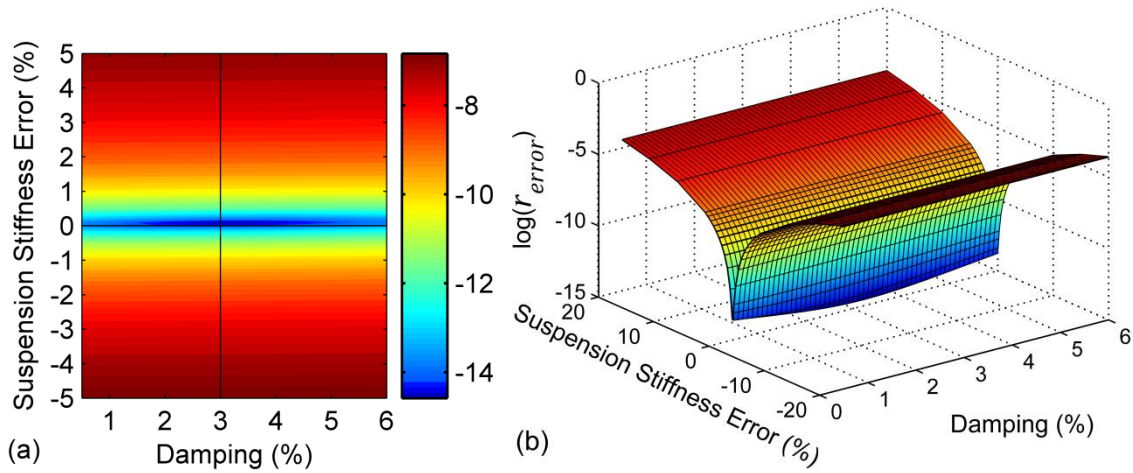 5
4
3
2
1
0
-1
-2
-3
-4
-5
Suspension Stiffness Error (%)
1 2 3 4 5 6
Damping (%)
(a)
-8
-10
-12
-14
0
-5
-10
-15
log(r_error)
20
10
0
-10
-20
Suspension Stiffness Error (%)
0 1 2 3 4 5 6
Damping (%)
(b)